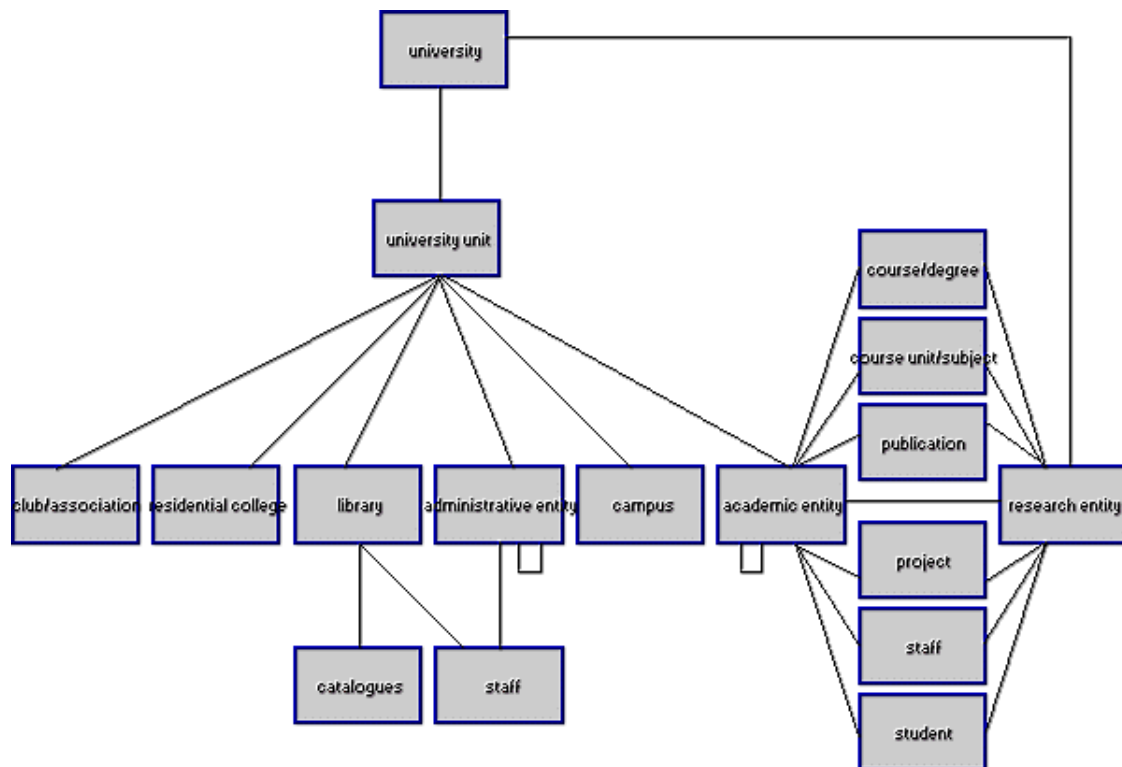 university
university unit
course/degree
course unit/subject
publication
club/association
residential college
library
administrative entity
campus
academic entity
research entity
project
staff
catalogues
staff
student